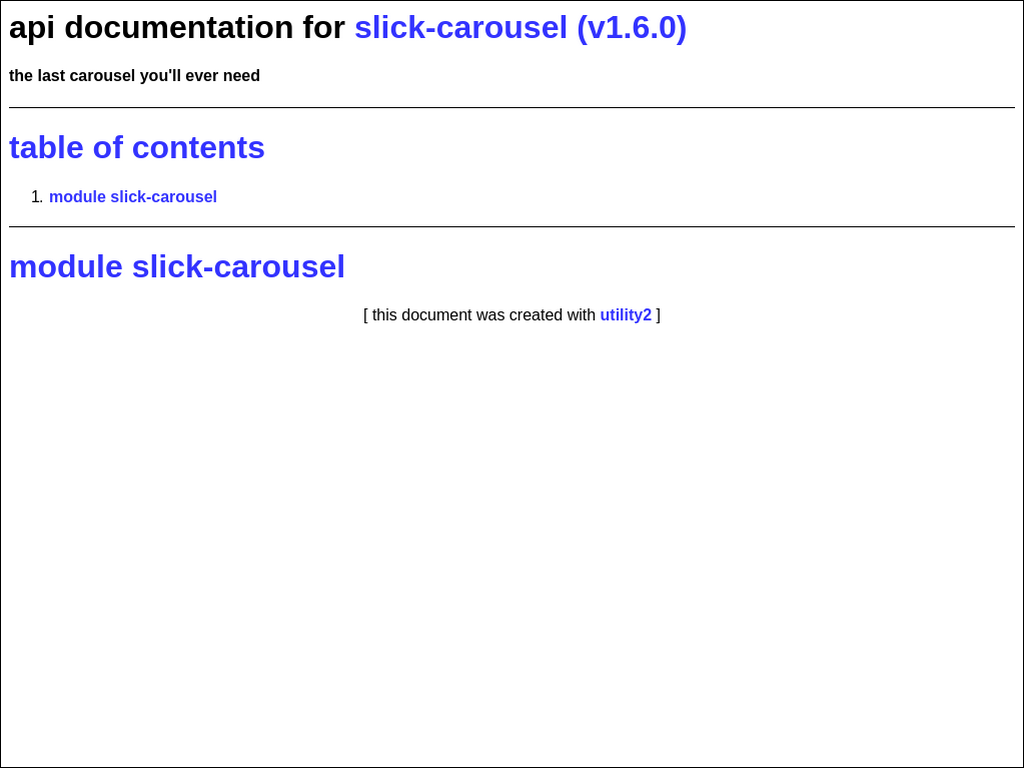 api documentation for slick-carousel (v1.6.0)
the last carousel you'll ever need
table of contents
1. module slick-carousel
module slick-carousel
[ this document was created with utility2 ]